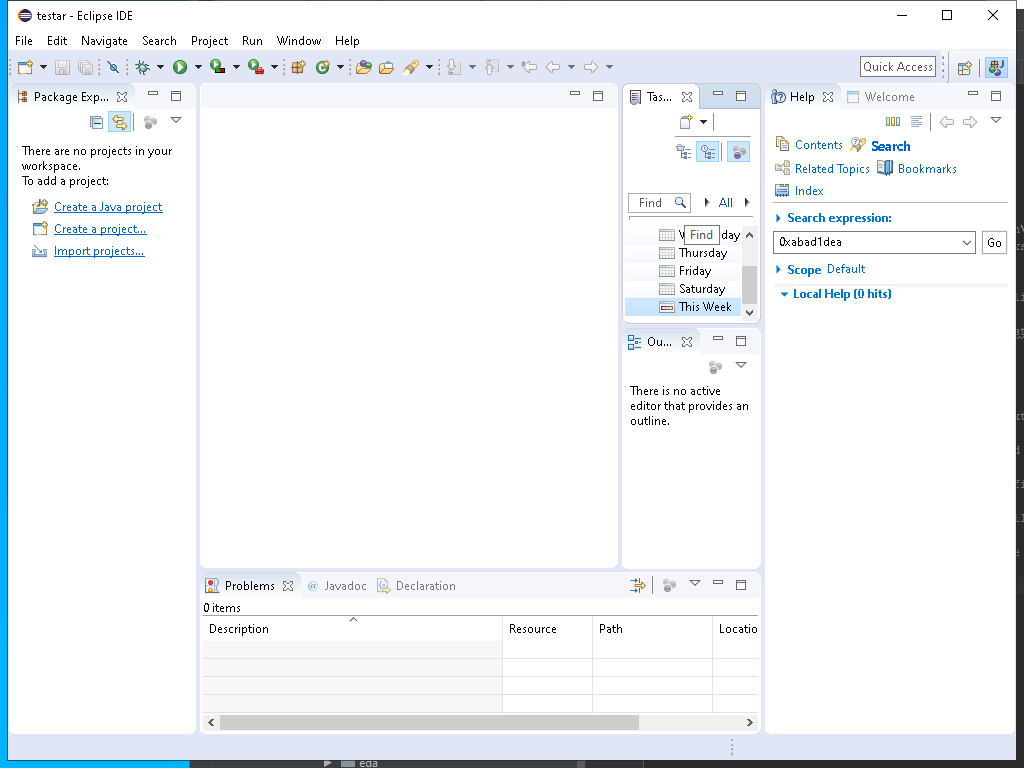 testar - Eclipse IDE
File Edit Navigate Search Project Run Window Help
Quick Access
Package Exp...
There are no projects in your
workspace.
To add a project:
Create a Java project
Create a project...
Import projects...
Tas...
Find
All
Find
day
Thursday
Friday
Saturday
This Week
Ou...
There is no active
editor that provides an
outline.
Help Welcome
Contents Search
Related Topics Bookmarks
Index
Search expression:
0xabad1dea Go
Scope Default
Local Help (0 hits)
Problems @ Javadoc Declaration
0 items
Description Resource Path Locatio
eda